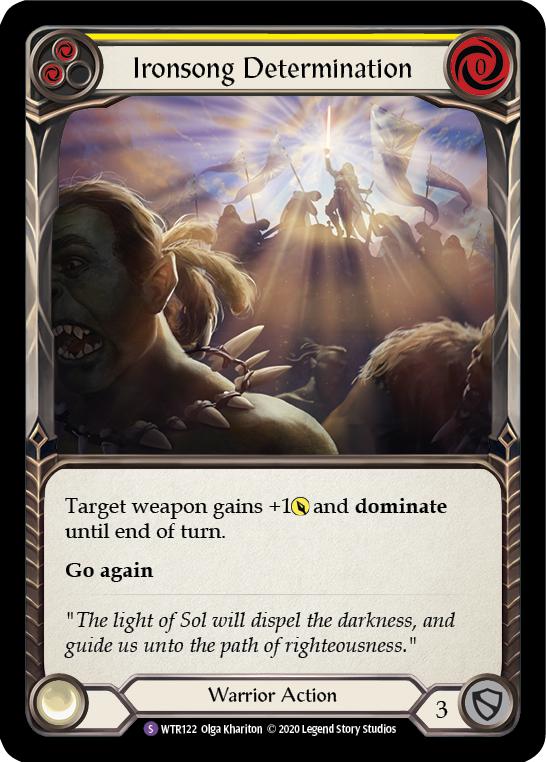 Ironsong Determination
0
Target weapon gains +1 and dominate
until end of turn.
Go again
"The light of Sol will dispel the darkness, and
guide us unto the path of righteousness."
Warrior Action
3
S WTR122 Olga Khariton © 2020 Legend Story Studios